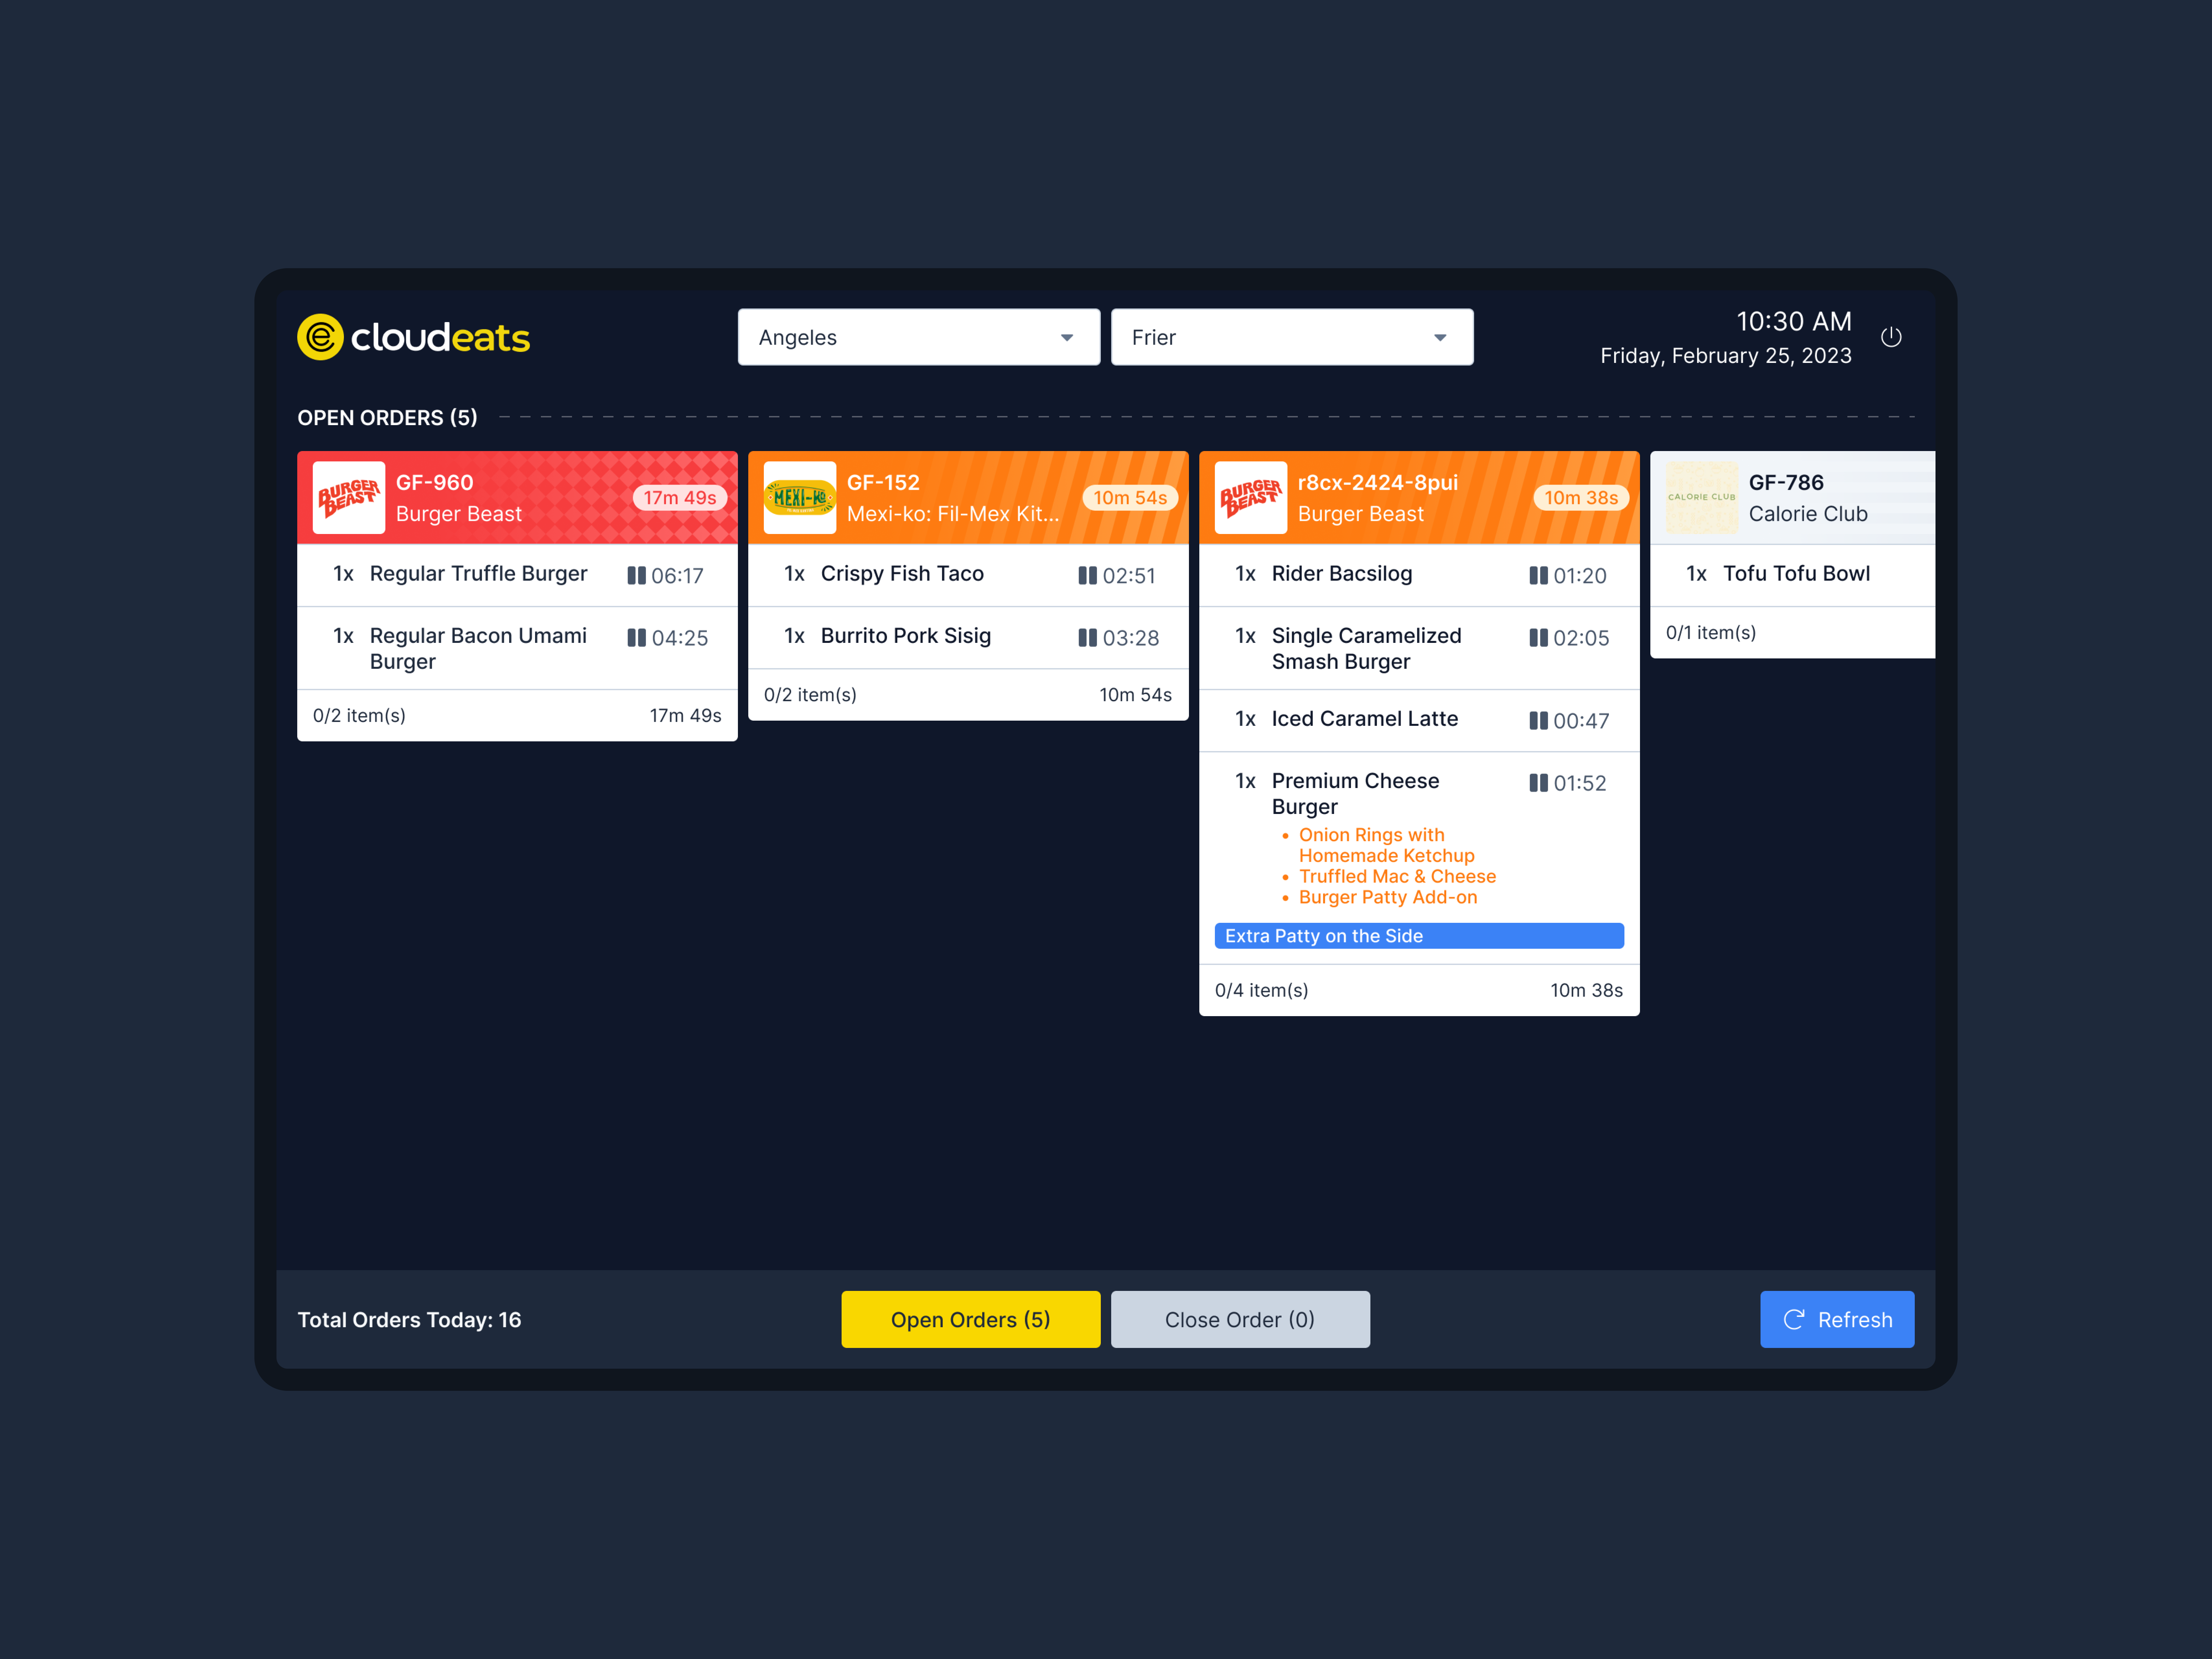 cloudeats
Angeles
Frier
10:30 AM
Friday, February 25, 2023
OPEN ORDERS (5)
BURGER
BEAST
GF-960
Burger Beast
17m 49s
1x Regular Truffle Burger 06:17
1x Regular Bacon Umami 04:25
Burger
0/2 item(s) 17m 49s
MEXI-KO
GF-152
Mexi-ko: Fil-Mex Kit...
10m 54s
1x Crispy Fish Taco 02:51
1x Burrito Pork Sisig 03:28
0/2 item(s) 10m 54s
BURGER
BEAST
r8cx-2424-8pui
Burger Beast
10m 38s
1x Rider Bacsilog 01:20
1x Single Caramelized 02:05
Smash Burger
1x Iced Caramel Latte 00:47
1x Premium Cheese 01:52
Burger
• Onion Rings with
Homemade Ketchup
• Truffled Mac & Cheese
• Burger Patty Add-on
Extra Patty on the Side
0/4 item(s) 10m 38s
CALORIE CLUB
GF-786
Calorie Club
1x Tofu Tofu Bowl
0/1 item(s)
Total Orders Today: 16
Open Orders (5)
Close Order (0)
Refresh